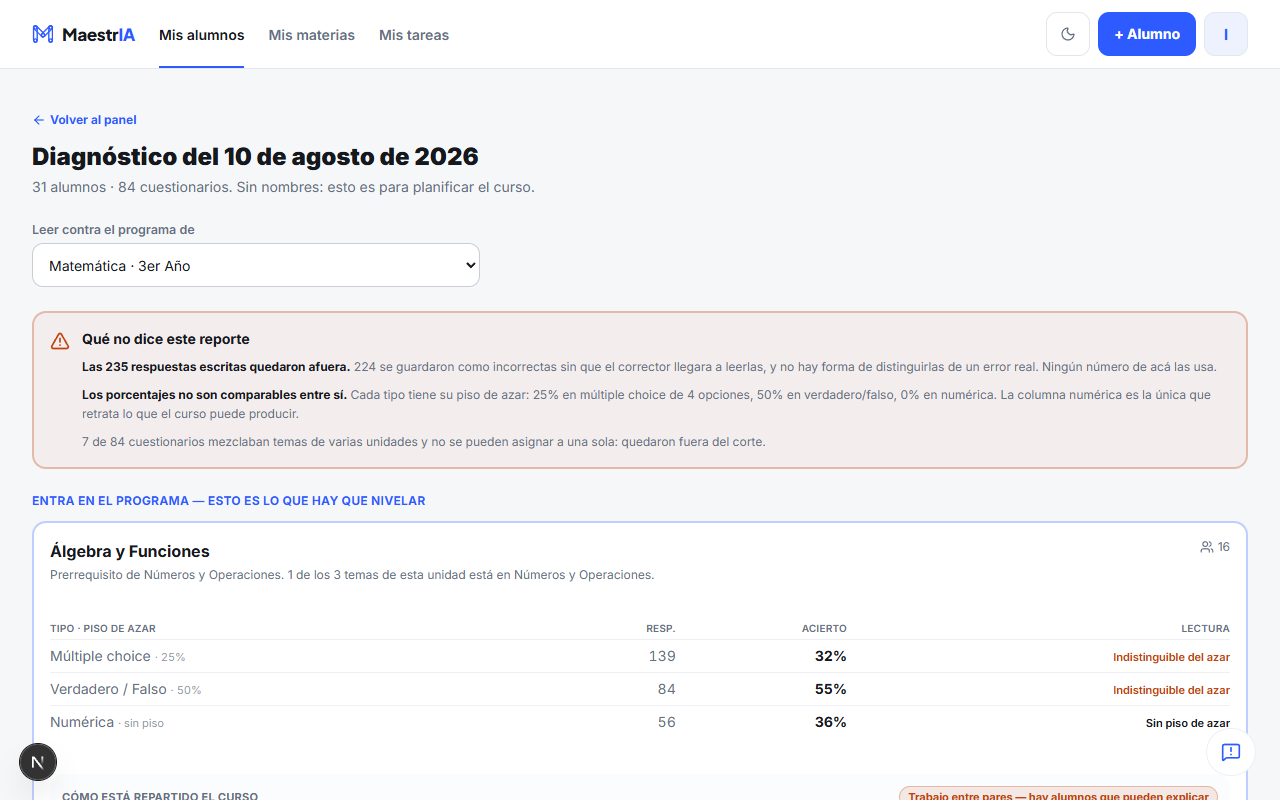 MaestrIA
Mis alumnos
Mis materias
Mis tareas
+ Alumno
I
← Volver al panel
Diagnóstico del 10 de agosto de 2026
31 alumnos · 84 cuestionarios. Sin nombres: esto es para planificar el curso.
Leer contra el programa de
Matemática · 3er Año
Qué no dice este reporte
Las 235 respuestas escritas quedaron afuera. 224 se guardaron como incorrectas sin que el corrector llegara a leerlas, y no hay forma de distinguirlas de un error real. Ningún número de acá las usa.
Los porcentajes no son comparables entre sí. Cada tipo tiene su piso de azar: 25% en múltiple choice de 4 opciones, 50% en verdadero/falso, 0% en numérica. La columna numérica es la única que
retrata lo que el curso puede producir.
7 de 84 cuestionarios mezclaban temas de varias unidades y no se pueden asignar a una sola: quedaron fuera del corte.
ENTRA EN EL PROGRAMA — ESTO ES LO QUE HAY QUE NIVELAR
Álgebra y Funciones
16
Prerrequisito de Números y Operaciones. 1 de los 3 temas de esta unidad está en Números y Operaciones.
TIPO · PISO DE AZAR RESP. ACIERTO LECTURA
Múltiple choice · 25% 139 32% Indistinguible del azar
Verdadero / Falso · 50% 84 55% Indistinguible del azar
Numérica · sin piso 56 36% Sin piso de azar
N
CÓMO ESTÁ REPARTIDO EL CURSO
Trabajo entre pares — hay alumnos que pueden explicar